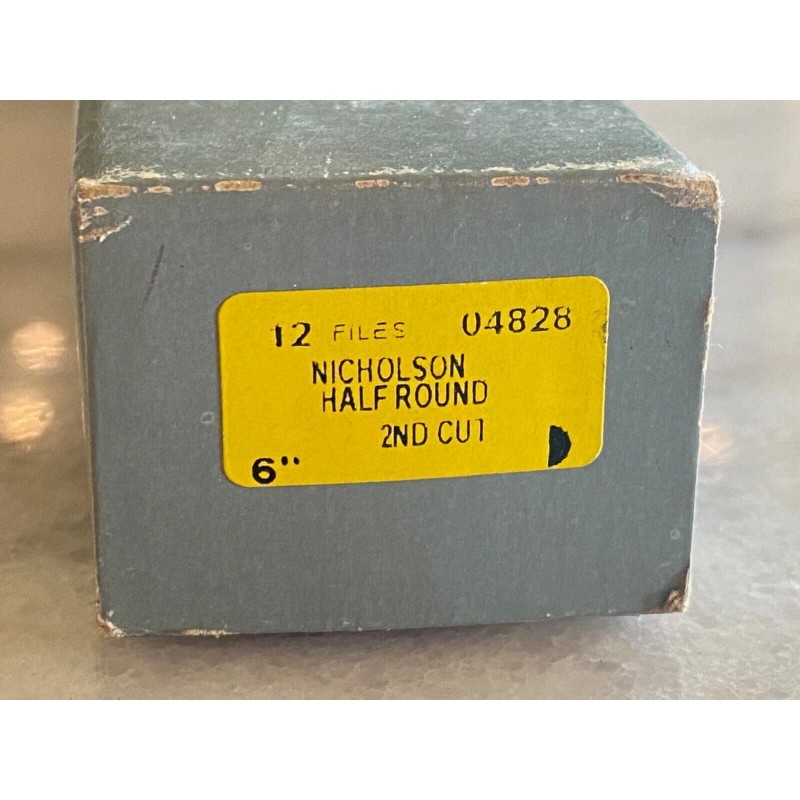 12 FILES 04828
NICHOLSON
HALF ROUND
2ND CUT
6"